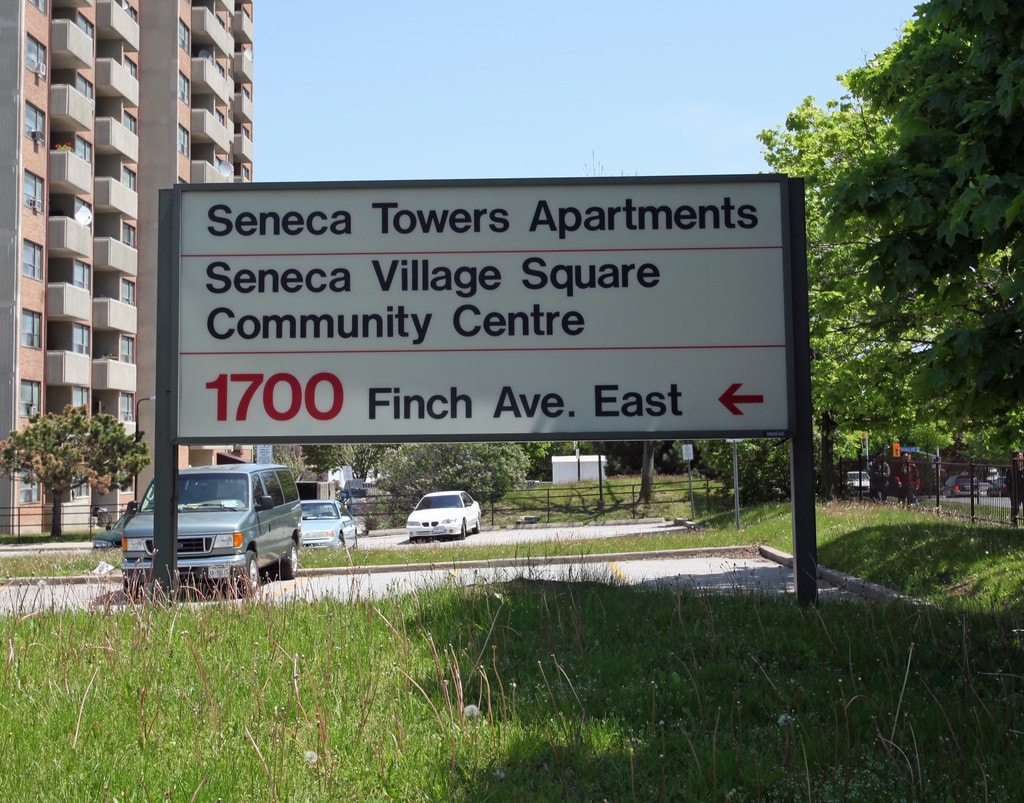 Seneca Towers Apartments
Seneca Village Square
Community Centre
1700 Finch Ave. East ←